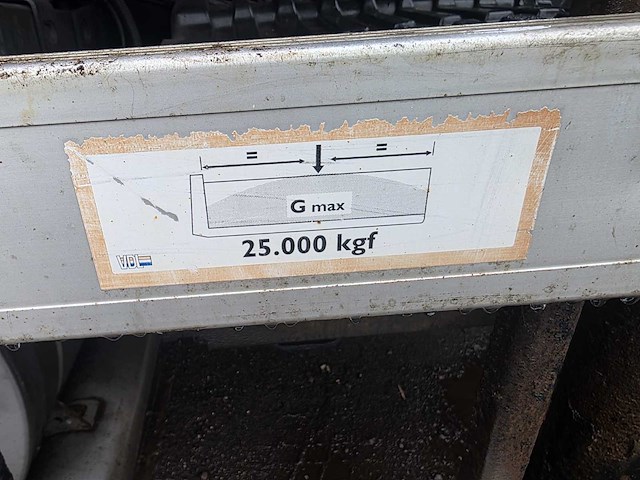 = =
G max
25.000 kgf
VDL